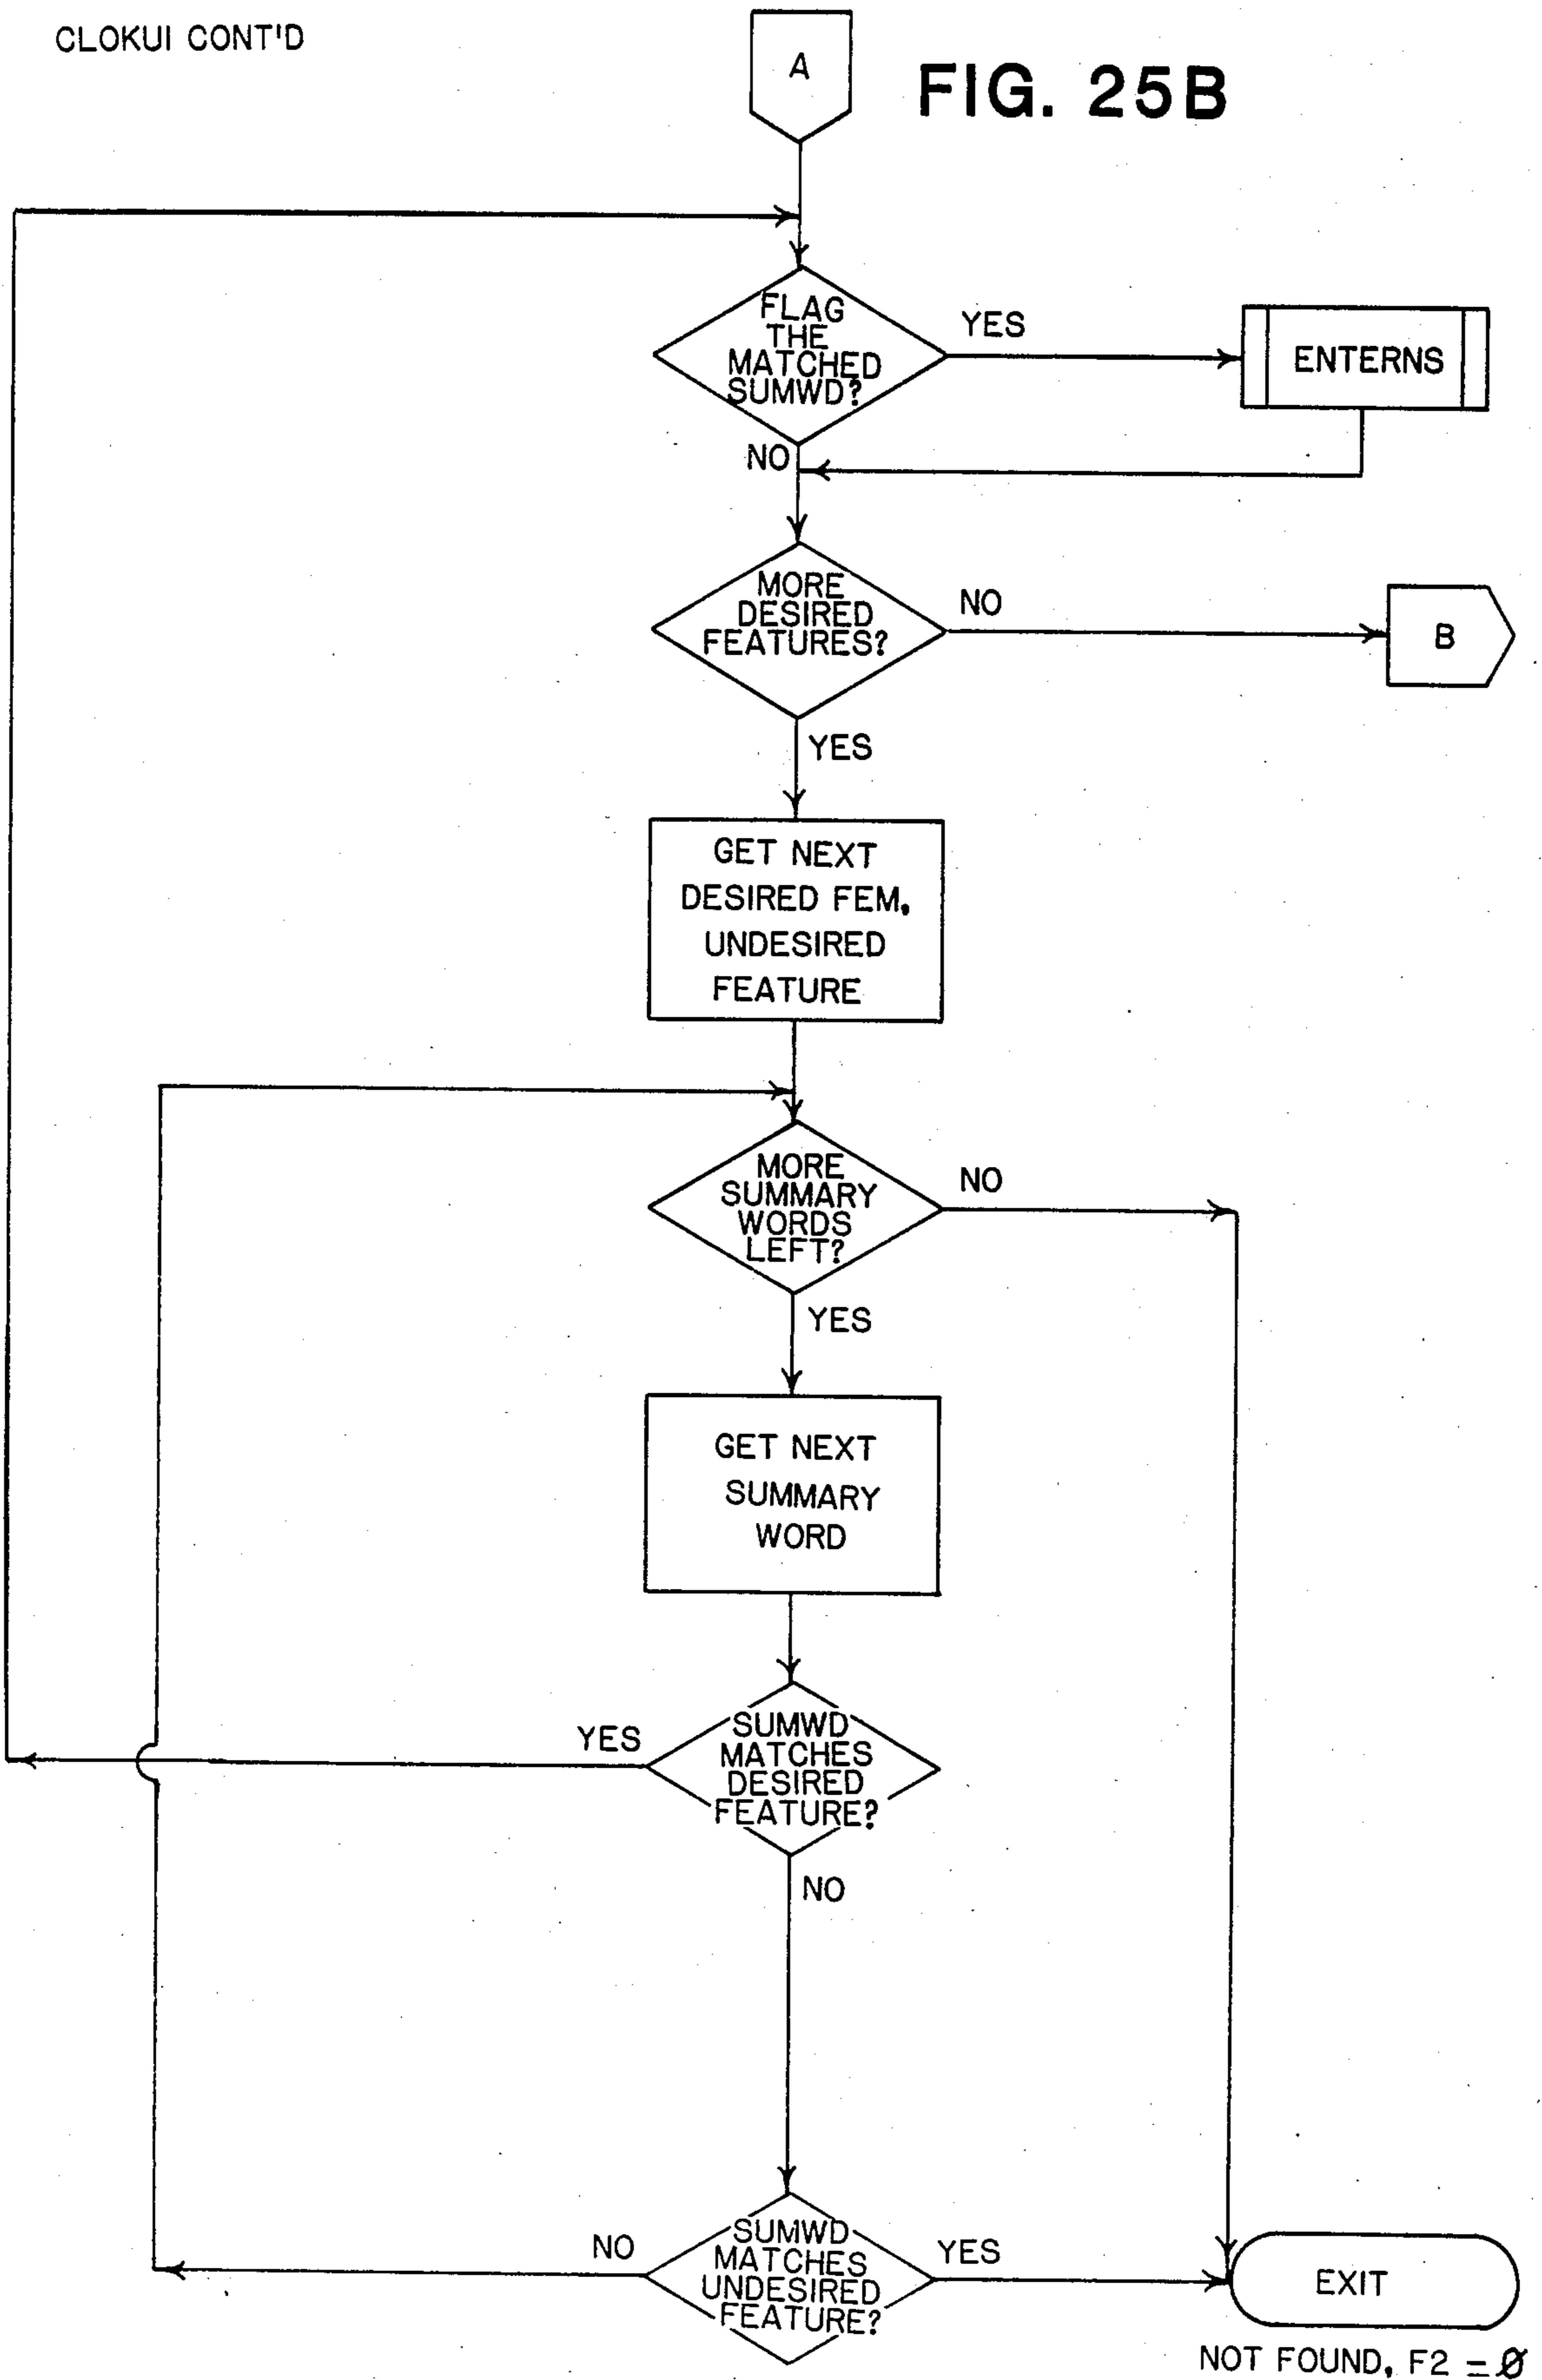 CLOKUI CONT'D
A
FIG. 25B
FLAG
THE
MATCHED
SUMWD?
YES
ENTERNS
NO
MORE
DESIRED
FEATURES?
NO
B
YES
GET NEXT
DESIRED FEM,
UNDESIRED
FEATURE
MORE
SUMMARY
WORDS
LEFT?
NO
YES
GET NEXT
SUMMARY
WORD
YES
SUMWD
MATCHES
DESIRED
FEATURE?
NO
NO
SUMWD
MATCHES
UNDESIRED
FEATURE?
YES
EXIT
NOT FOUND, F2 = Ø